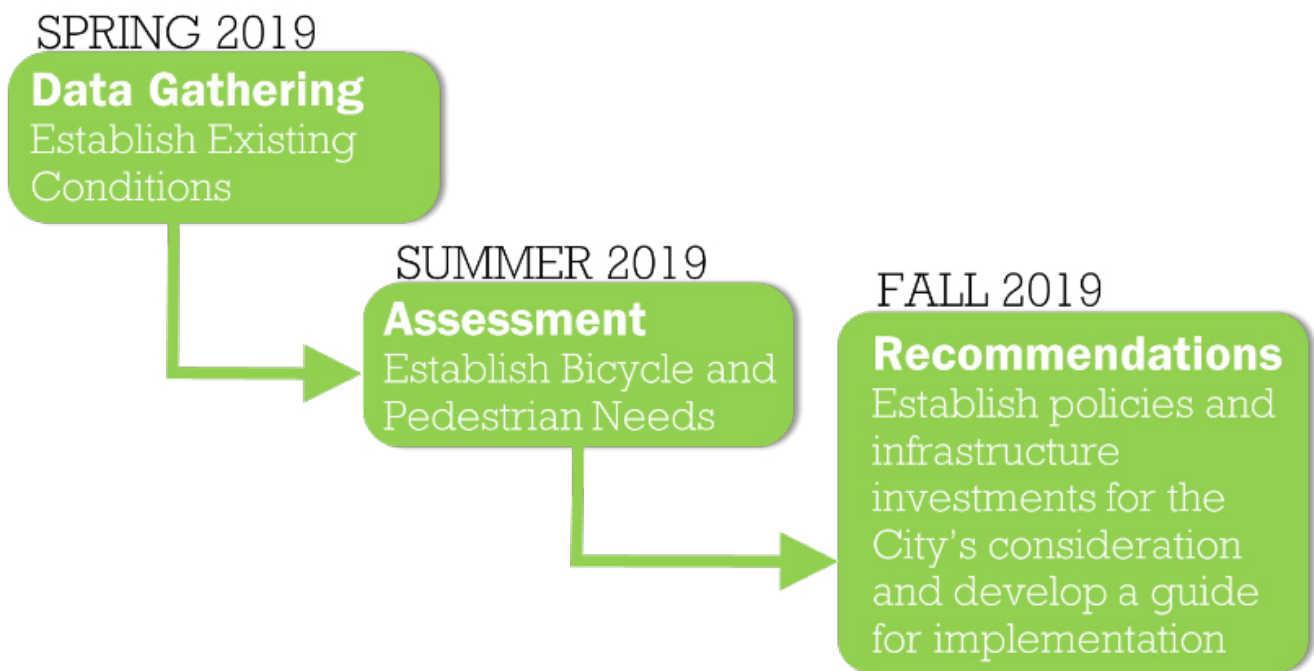 SPRING 2019
Data Gathering
Establish Existing
Conditions
SUMMER 2019
Assessment
Establish Bicycle and
Pedestrian Needs
FALL 2019
Recommendations
Establish policies and
infrastructure
investments for the
City's consideration
and develop a guide
for implementation